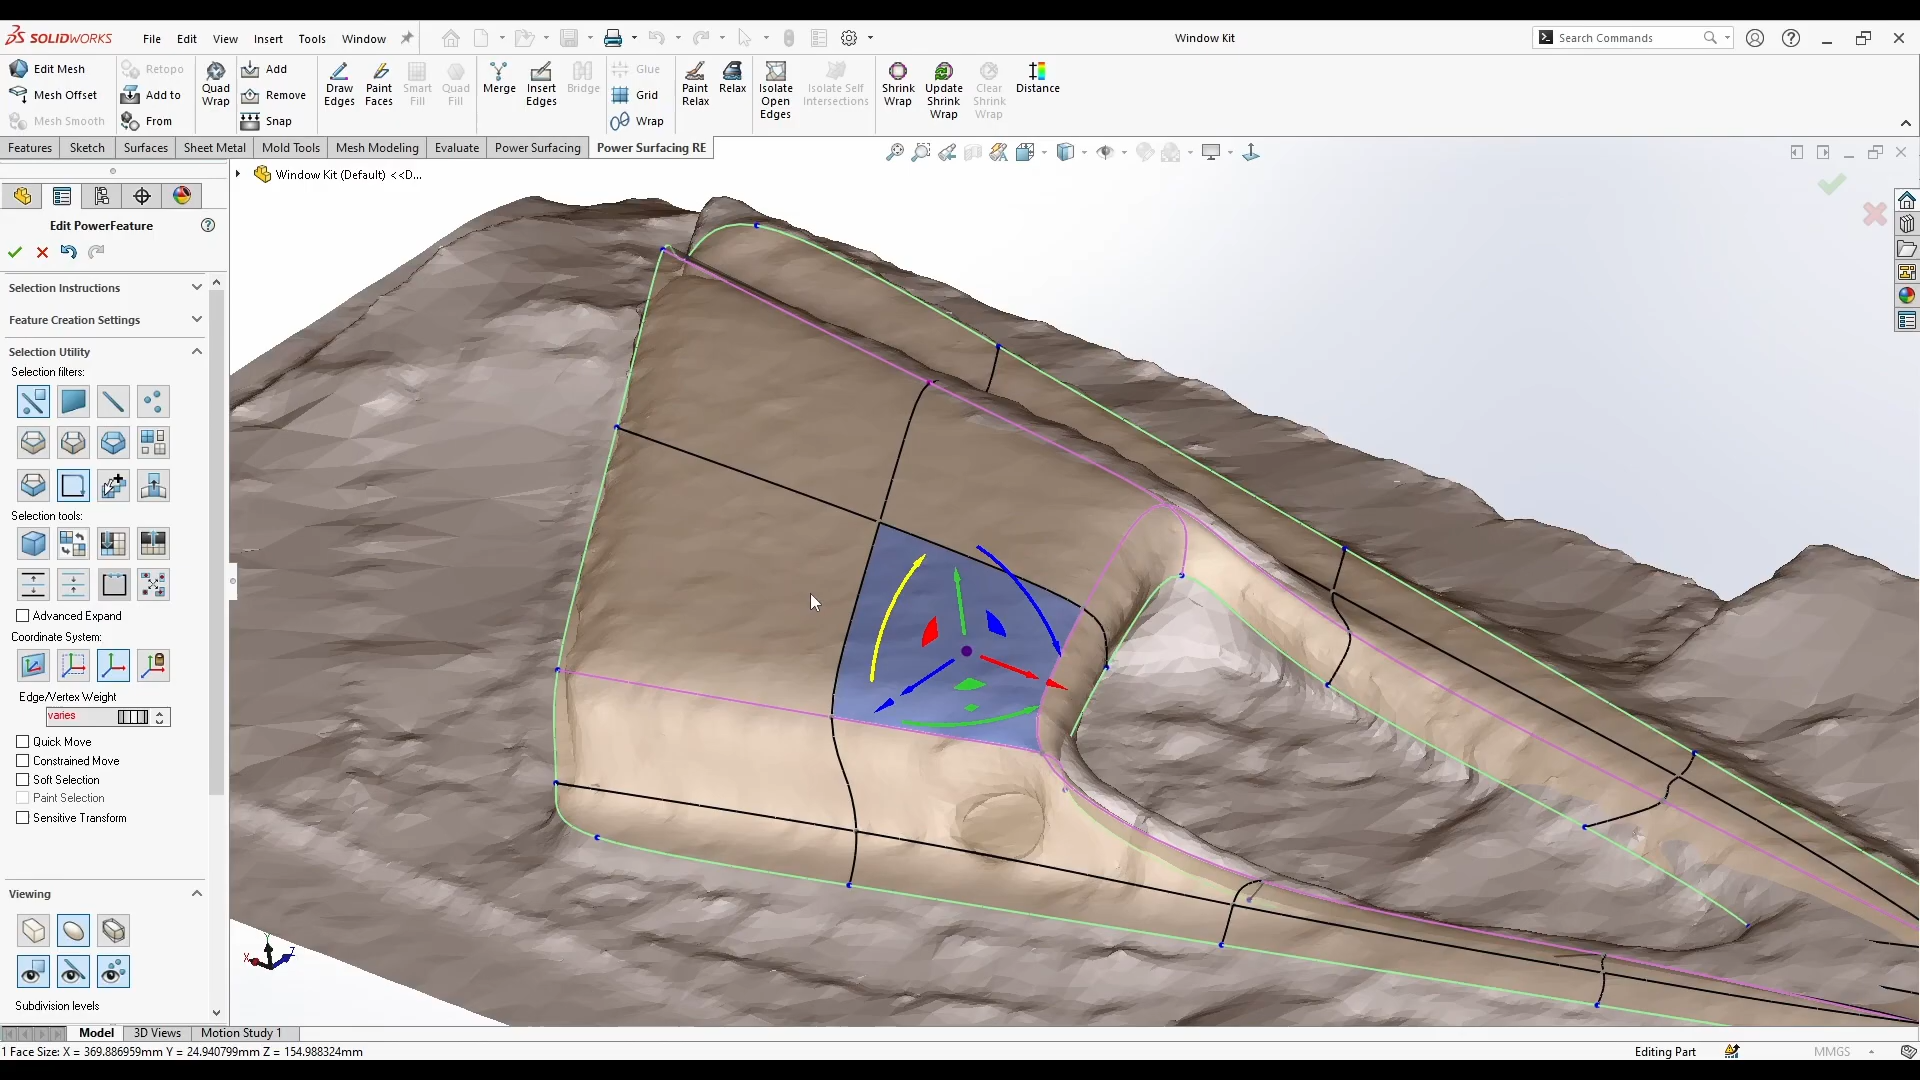 SOLIDWORKS File Edit View Insert Tools Window Window Kit Search Commands
Edit Mesh Retopo Quad Wrap Add Draw Edges Paint Faces Smart Fill Quad Fill Merge Insert Edges Bridge Glue Paint Relax Relax Isolate Open Edges Isolate Self Intersections Shrink Wrap Update Shrink Wrap Clear Shrink Wrap Distance
Mesh Offset Add to Remove Grid
Mesh Smooth From Snap Wrap
Features Sketch Surfaces Sheet Metal Mold Tools Mesh Modeling Evaluate Power Surfacing Power Surfacing RE
Window Kit (Default) <<D...
Edit PowerFeature
Selection Instructions
Feature Creation Settings
Selection Utility
Selection filters:
Selection tools:
Advanced Expand
Coordinate System:
Edge/Vertex Weight
varies
Quick Move
Constrained Move
Soft Selection
Paint Selection
Sensitive Transform
Viewing
Subdivision levels
Y
X
Z
Model 3D Views Motion Study 1
1 Face Size: X = 369.886959mm Y = 24.940799mm Z = 154.988324mm Editing Part MMGS